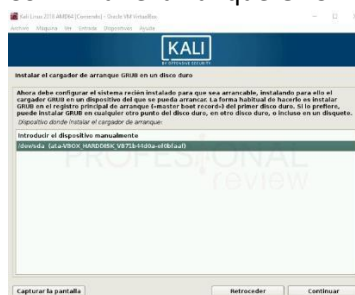 Kali Linux 2018 AMD64 [Corriendo] - Oracle VM VirtualBox
Archivo Máquina Ver Entrada Dispositivos Ayuda
KALI
BY OFFENSIVE SECURITY
Instalar el cargador de arranque GRUB en un disco duro
Ahora debe configurar el sistema recién instalado para que sea arrancable, instalando para ello el
cargador GRUB en un dispositivo del que se pueda arrancar. La forma habitual de hacerlo es instalar
GRUB en el registro principal de arranque («master boot record») del primer disco duro. Si lo prefiere,
puede instalar GRUB en cualquier otro punto del disco duro, en otro disco duro, o incluso en un disquete.
Dispositivo donde instalar el cargador de arranque:
Introducir el dispositivo manualmente
/dev/sda
PROFESIONAL
review
Capturar la pantalla
Retroceder
Continuar